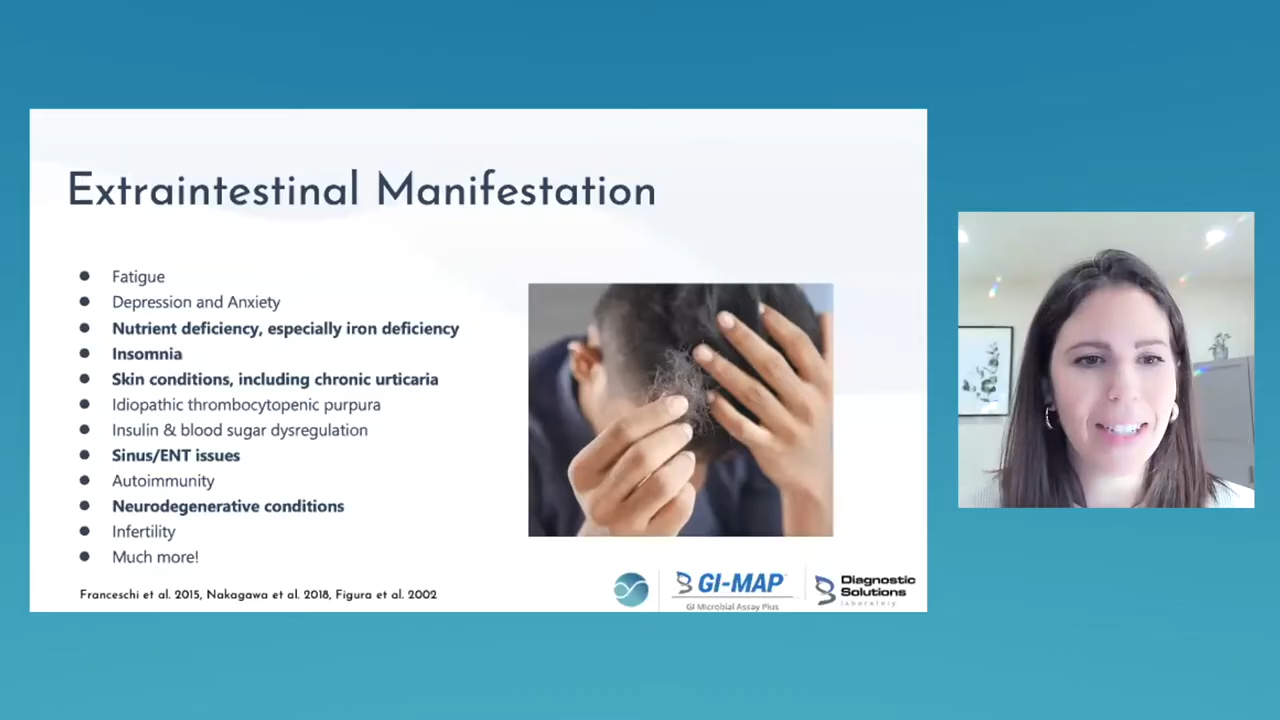 Extraintestinal Manifestation
Fatigue
Depression and Anxiety
Nutrient deficiency, especially iron deficiency
Insomnia
Skin conditions, including chronic urticaria
Idiopathic thrombocytopenic purpura
Insulin & blood sugar dysregulation
Sinus/ENT issues
Autoimmunity
Neurodegenerative conditions
Infertility
Much more!
Franceschi et al. 2015, Nakagawa et al. 2018, Figura et al. 2002
GI-MAP™
GI Microbial Assay Plus
Diagnostic
Solutions
Laboratory